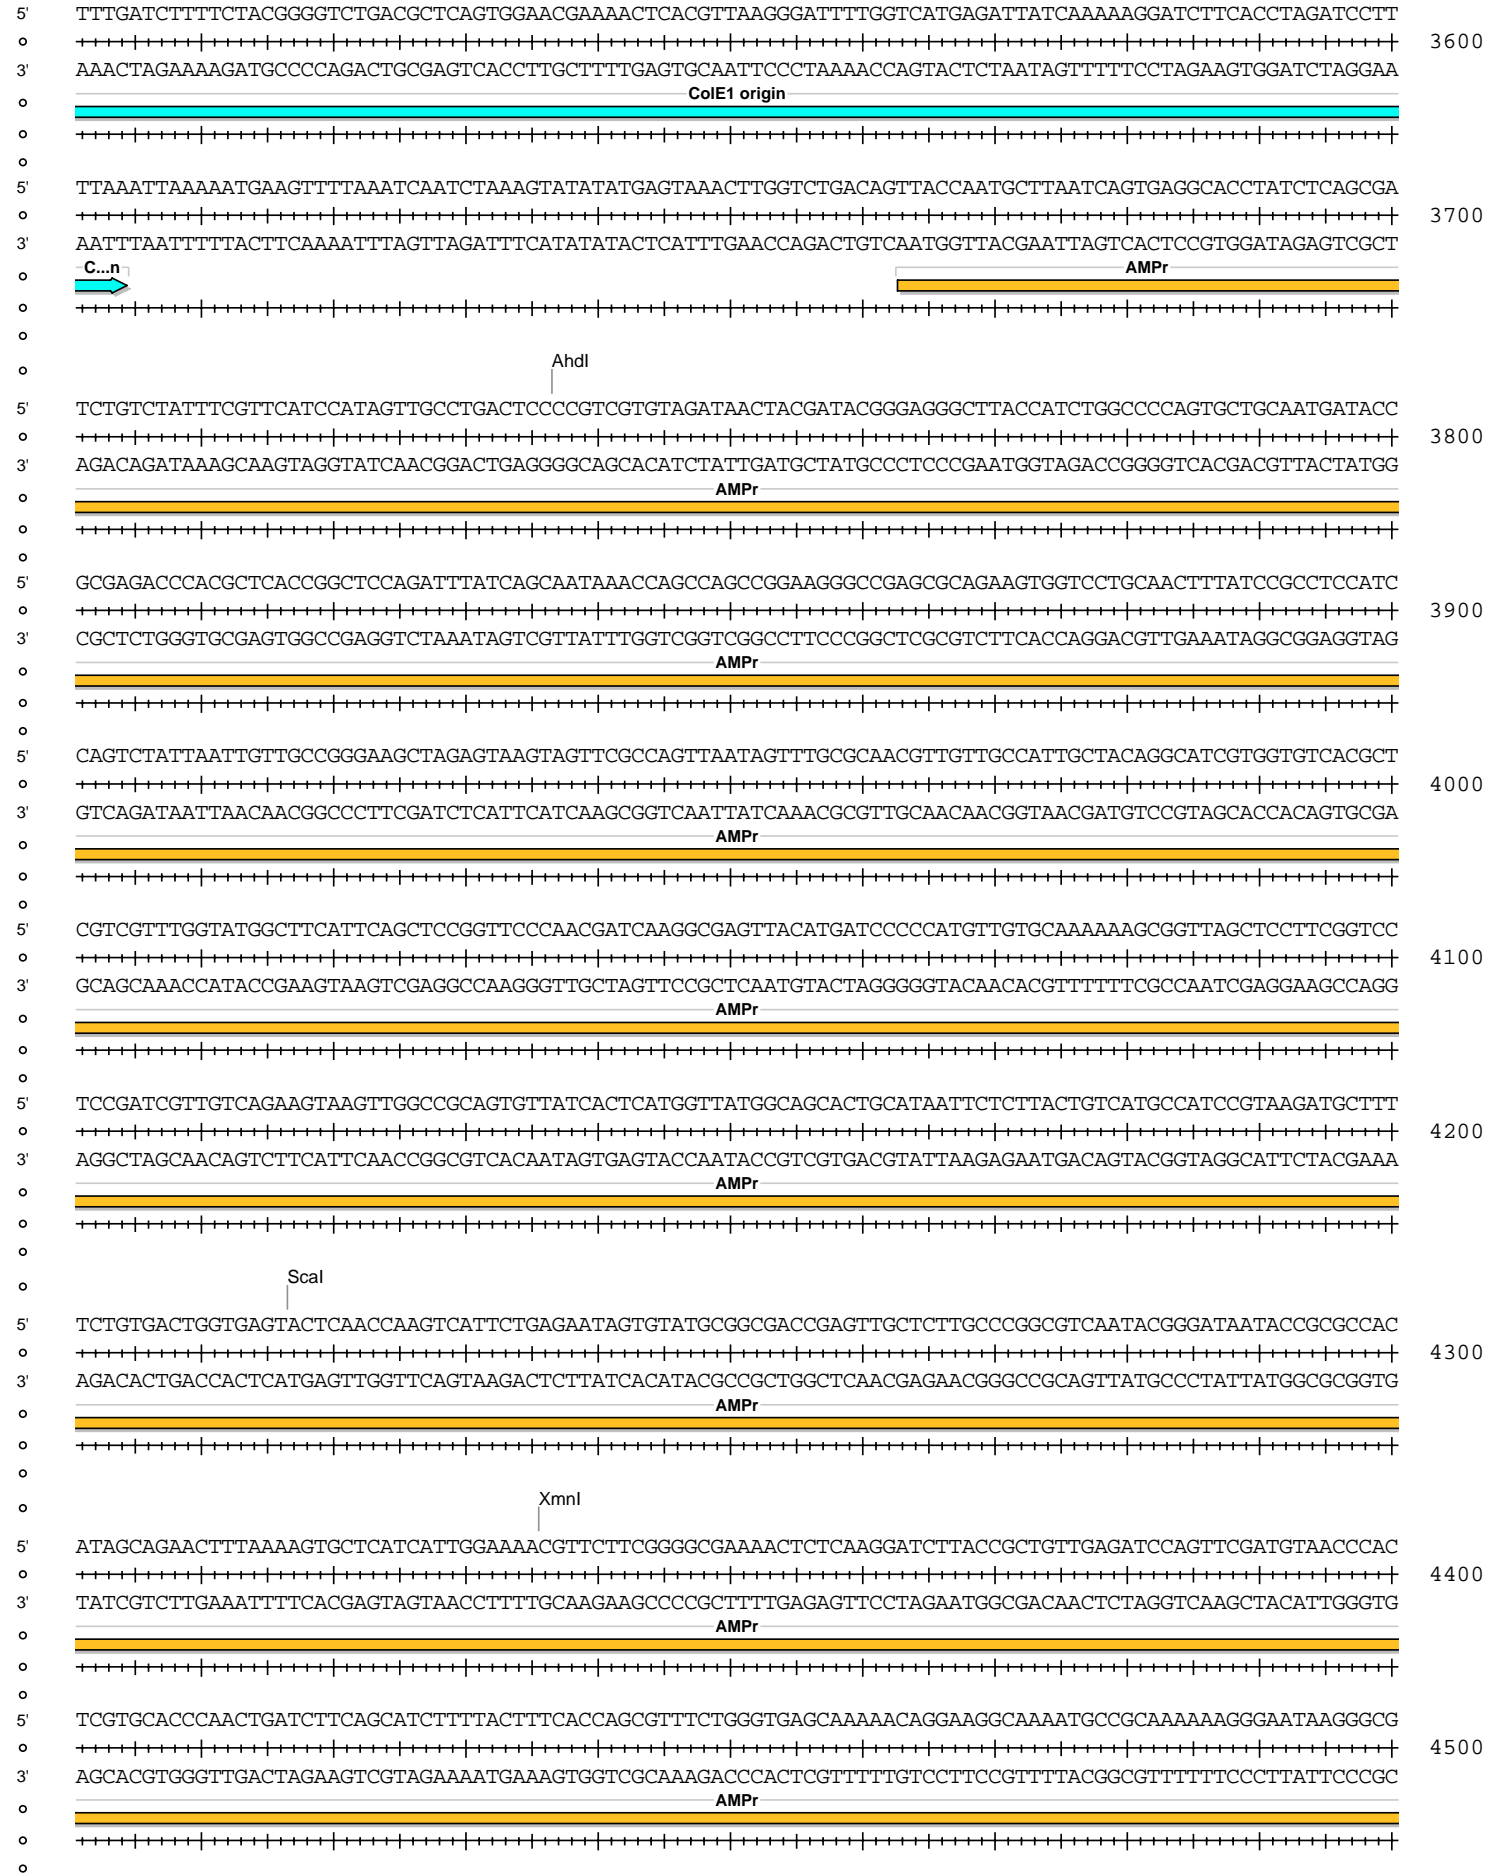 5' TTTGATCTTTTCTACGGGGTCTGACGCTCAGTGGAACGAAAACTCACGTTAAGGGATTTTGGTCATGAGATTATCAAAAAGGATCTTCACCTAGATCCTT
3600
3' AAACTAGAAAAGATGCCCCAGACTGCGAGTCACCTTGCTTTTGAGTGCAATTCCCTAAAACCAGTACTCTAATAGTTTTTCCTAGAAGTGGATCTAGGAA
ColE1 origin
5' TTAAATTAAAAATGAAGTTTTAAATCAATCTAAAGTATATATGAGTAAACTTGGTCTGACAGTTACCAATGCTTAATCAGTGAGGCACCTATCTCAGCGA
3700
3' AATTTAATTTTTACTTCAAAATTTAGTTAGATTTCATATATACTCATTTGAACCAGACTGTCAATGGTTACGAATTAGTCACTCCGTGGATAGAGTCGCT
C...n AMPr
AhdI
5' TCTGTCTATTTCGTTCATCCATAGTTGCCTGACTCCCCGTCGTGTAGATAACTACGATACGGGAGGGCTTACCATCTGGCCCCAGTGCTGCAATGATACC
3800
3' AGACAGATAAAGCAAGTAGGTATCAACGGACTGAGGGGCAGCACATCTATTGATGCTATGCCCTCCCGAATGGTAGACCGGGGTCACGACGTTACTATGG
AMPr
5' GCGAGACCCACGCTCACCGGCTCCAGATTTATCAGCAATAAACCAGCCAGCCGGAAGGGCCGAGCGCAGAAGTGGTCCTGCAACTTTATCCGCCTCCATC
3900
3' CGCTCTGGGTGCGAGTGGCCGAGGTCTAAATAGTCGTTATTTGGTCGGTCGGCCTTCCCGGCTCGCGTCTTCACCAGGACGTTGAAATAGGCGGAGGTAG
AMPr
5' CAGTCTATTAATTGTTGCCGGGAAGCTAGAGTAAGTAGTTCGCCAGTTAATAGTTTGCGCAACGTTGTTGCCATTGCTACAGGCATCGTGGTGTCACGCT
4000
3' GTCAGATAATTAACAACGGCCCTTCGATCTCATTCATCAAGCGGTCAATTATCAAACGCGTTGCAACAACGGTAACGATGTCCGTAGCACCACAGTGCGA
AMPr
5' CGTCGTTTGGTATGGCTTCATTCAGCTCCGGTTCCCAACGATCAAGGCGAGTTACATGATCCCCCATGTTGTGCAAAAAAGCGGTTAGCTCCTTCGGTCC
4100
3' GCAGCAAACCATACCGAAGTAAGTCGAGGCCAAGGGTTGCTAGTTCCGCTCAATGTACTAGGGGGTACAACACGTTTTTTCGCCAATCGAGGAAGCCAGG
AMPr
5' TCCGATCGTTGTCAGAAGTAAGTTGGCCGCAGTGTTATCACTCATGGTTATGGCAGCACTGCATAATTCTCTTACTGTCATGCCATCCGTAAGATGCTTT
4200
3' AGGCTAGCAACAGTCTTCATTCAACCGGCGTCACAATAGTGAGTACCAATACCGTCGTGACGTATTAAGAGAATGACAGTACGGTAGGCATTCTACGAAA
AMPr
ScaI
5' TCTGTGACTGGTGAGTACTCAACCAAGTCATTCTGAGAATAGTGTATGCGGCGACCGAGTTGCTCTTGCCCGGCGTCAATACGGGATAATACCGCGCCAC
4300
3' AGACACTGACCACTCATGAGTTGGTTCAGTAAGACTCTTATCACATACGCCGCTGGCTCAACGAGAACGGGCCGCAGTTATGCCCTATTATGGCGCGGTG
AMPr
XmnI
5' ATAGCAGAACTTTAAAAGTGCTCATCATTGGAAAACGTTCTTCGGGGCGAAAACTCTCAAGGATCTTACCGCTGTTGAGATCCAGTTCGATGTAACCCAC
4400
3' TATCGTCTTGAAATTTTCACGAGTAGTAACCTTTTGCAAGAAGCCCCGCTTTTGAGAGTTCCTAGAATGGCGACAACTCTAGGTCAAGCTACATTGGGTG
AMPr
5' TCGTGCACCCAACTGATCTTCAGCATCTTTTACTTTCACCAGCGTTTCTGGGTGAGCAAAAACAGGAAGGCAAAATGCCGCAAAAAAGGGAATAAGGGCG
4500
3' AGCACGTGGGTTGACTAGAAGTCGTAGAAAATGAAAGTGGTCGCAAAGACCCACTCGTTTTTGTCCTTCCGTTTTACGGCGTTTTTTCCCTTATTCCCGC
AMPr